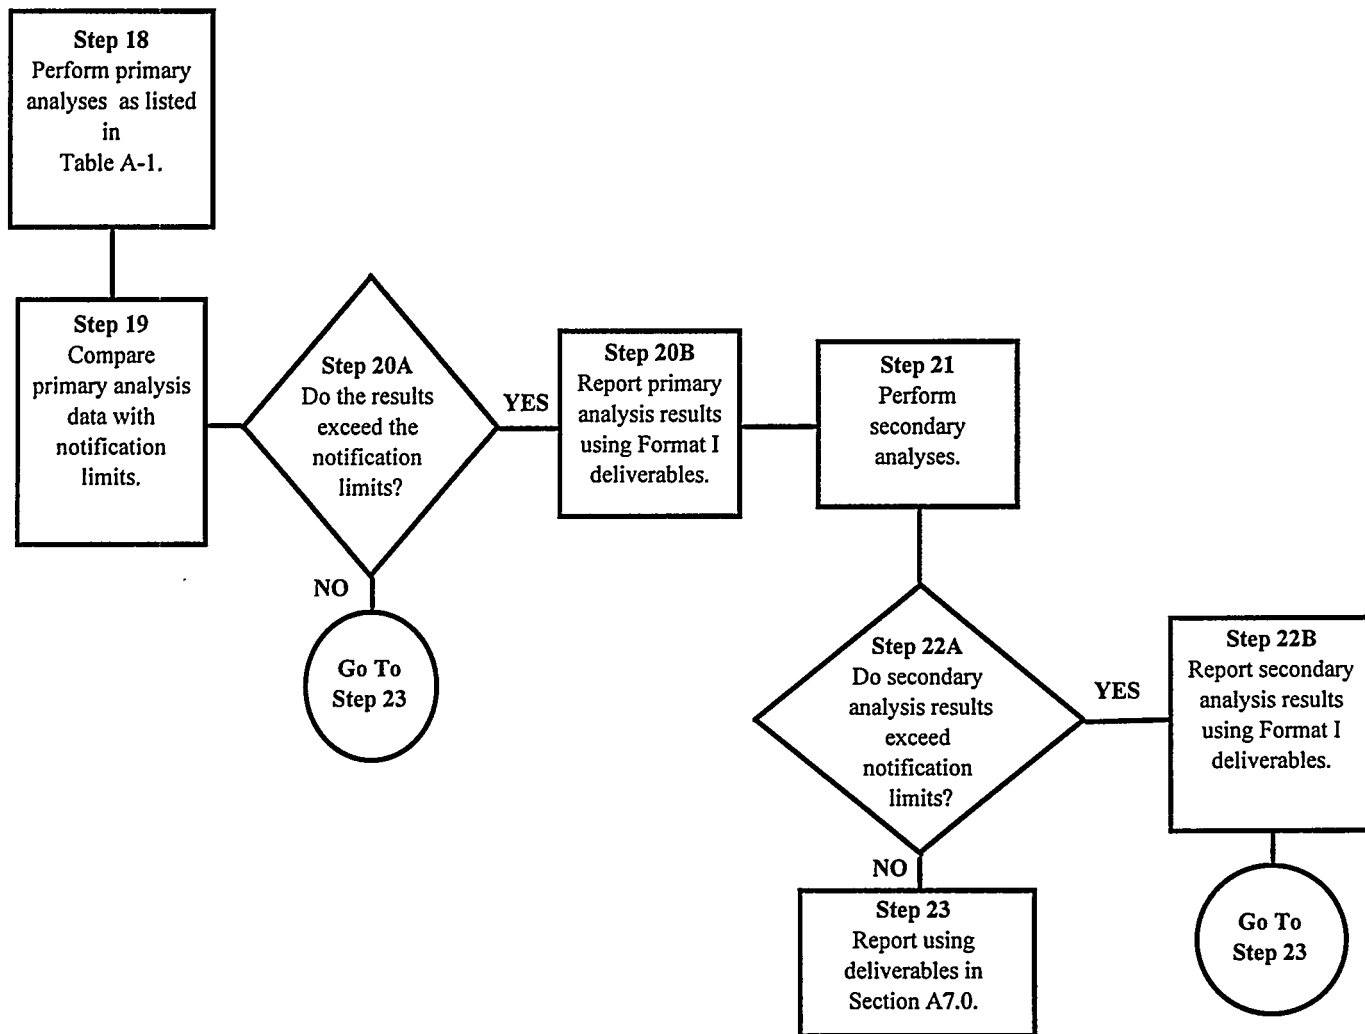 Step 18
Perform primary
analyses as listed
in
Table A-1.
Step 19
Compare
primary analysis
data with
notification
limits.
Step 20A
Do the results
exceed the
notification
limits?
YES
NO
Go To
Step 23
Step 20B
Report primary
analysis results
using Format I
deliverables.
Step 21
Perform
secondary
analyses.
Step 22A
Do secondary
analysis results
exceed
notification
limits?
YES
NO
Step 22B
Report secondary
analysis results
using Format I
deliverables.
Go To
Step 23
Step 23
Report using
deliverables in
Section A7.0.